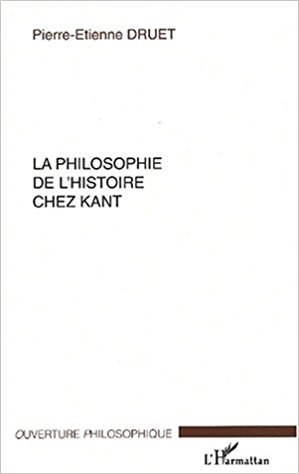 Pierre-Etienne DRUET
LA PHILOSOPHIE
DE L'HISTOIRE
CHEZ KANT
OUVERTURE PHILOSOPHIQUE
L'Harmattan